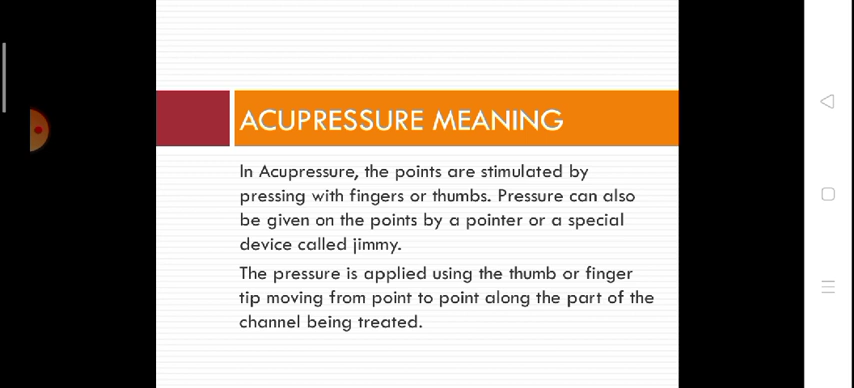 ACUPRESSURE MEANING
In Acupressure, the points are stimulated by
pressing with fingers or thumbs. Pressure can also
be given on the points by a pointer or a special
device called jimmy.
The pressure is applied using the thumb or finger
tip moving from point to point along the part of the
channel being treated.